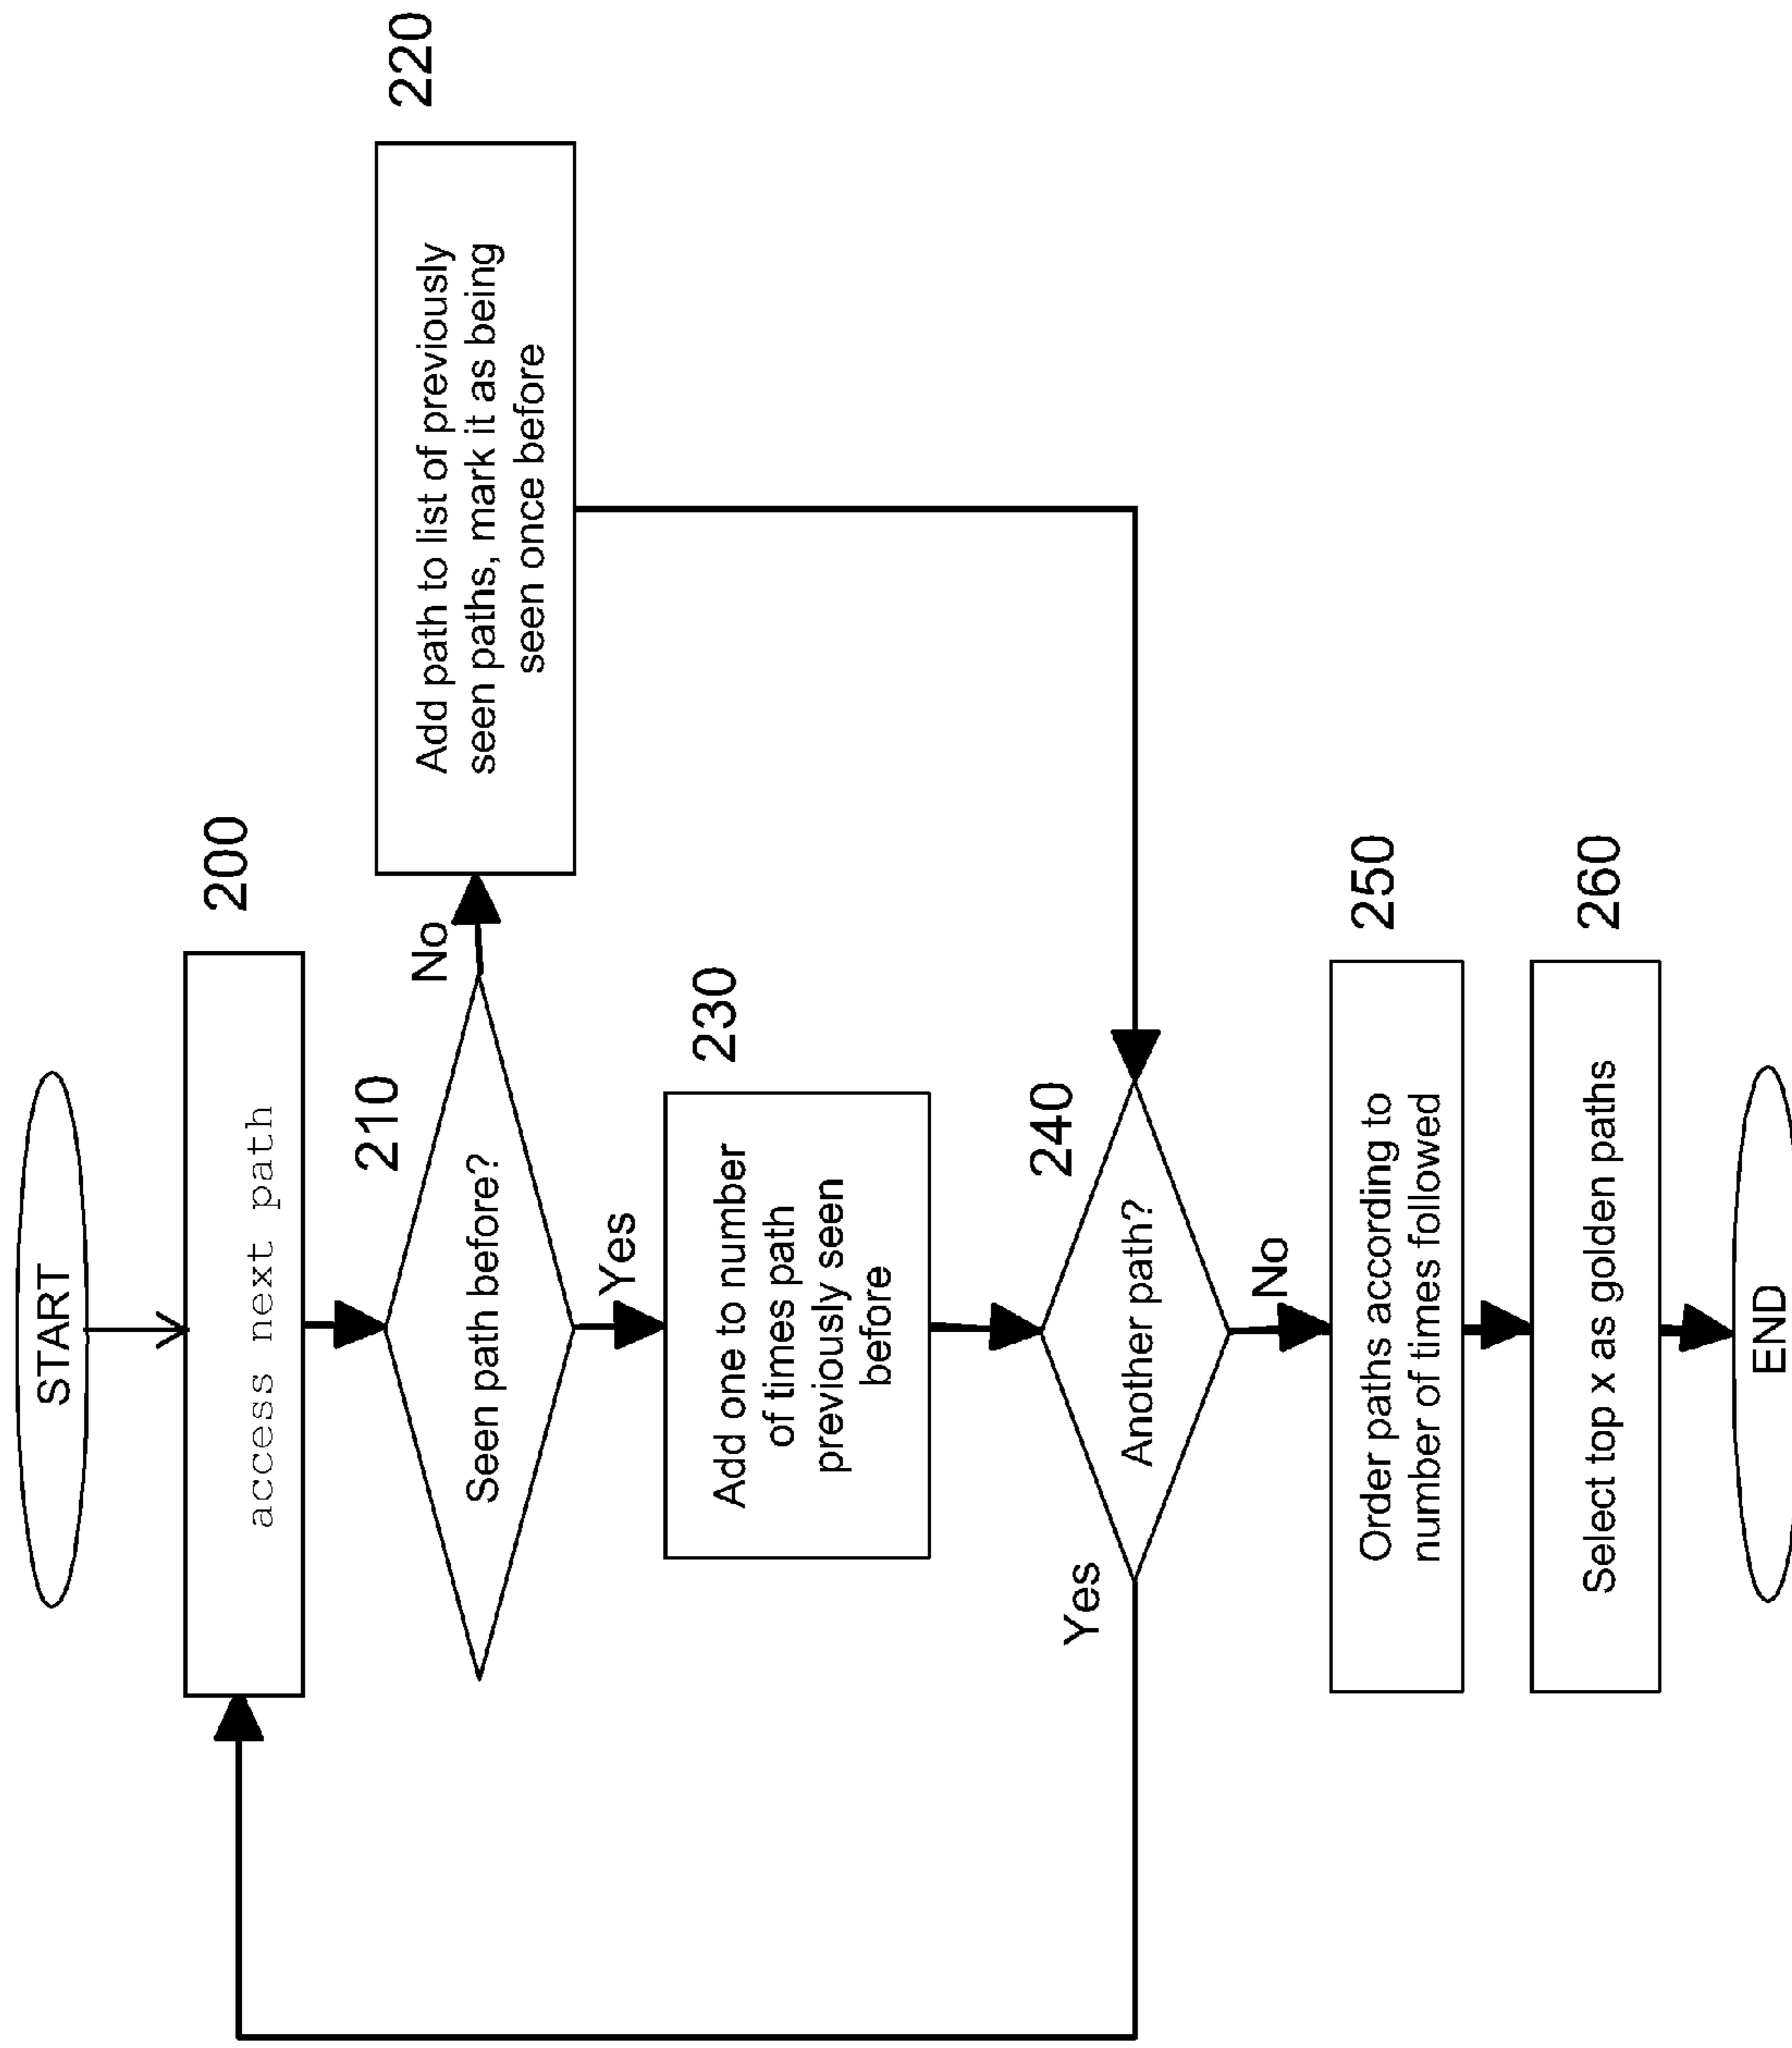 START
access next path
200
210
Seen path before?
No
Add path to list of previously
seen paths, mark it as being
seen once before
220
Yes
Add one to number
of times path
previously seen
before
230
240
Another path?
Yes
No
Order paths according to
number of times followed
250
Select top x as golden paths
260
END